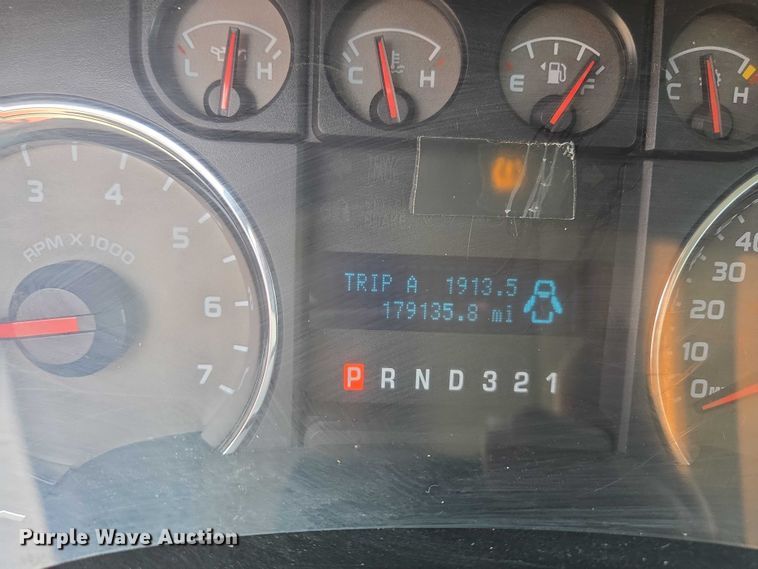 L H
C H
E F
C H
3 4 5 6 7
RPM X 1000
TRIP A 1913.5
179135.8 mi
P R N D 3 2 1
40
30
20
10
0
Purple Wave Auction